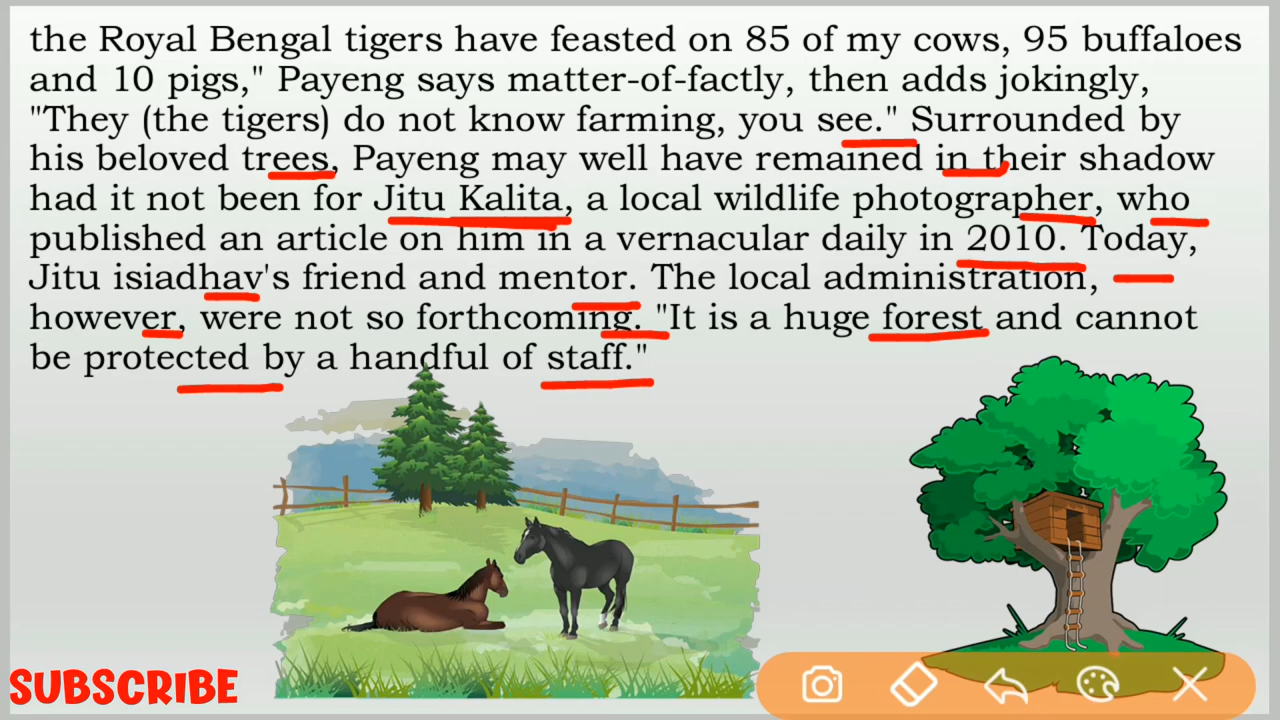 the Royal Bengal tigers have feasted on 85 of my cows, 95 buffaloes
and 10 pigs," Payeng says matter-of-factly, then adds jokingly,
"They (the tigers) do not know farming, you see." Surrounded by
his beloved trees, Payeng may well have remained in their shadow
had it not been for Jitu Kalita, a local wildlife photographer, who
published an article on him in a vernacular daily in 2010. Today,
Jitu isiadhav's friend and mentor. The local administration,
however, were not so forthcoming. "It is a huge forest and cannot
be protected by a handful of staff."
SUBSCRIBE